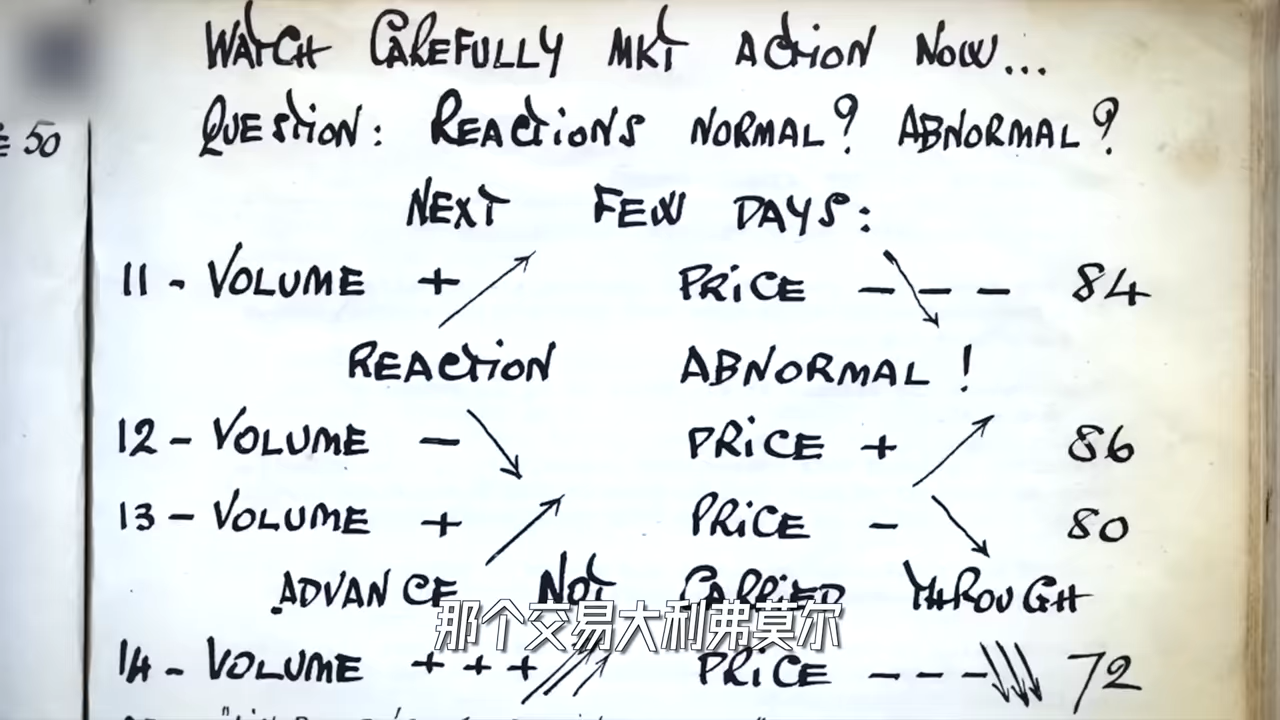 WATCH CAREFULLY MKT ACTION NOW...
QUESTION: REACTIONS NORMAL? ABNORMAL?
50
NEXT FEW DAYS:
11 - VOLUME + PRICE - - - 84
REACTION ABNORMAL!
12 - VOLUME - PRICE + 86
13 - VOLUME + PRICE - 80
ADVANCE NOT CARRIED THROUGH
那个交易大利弗莫尔
14 - VOLUME + + + PRICE - - - 72